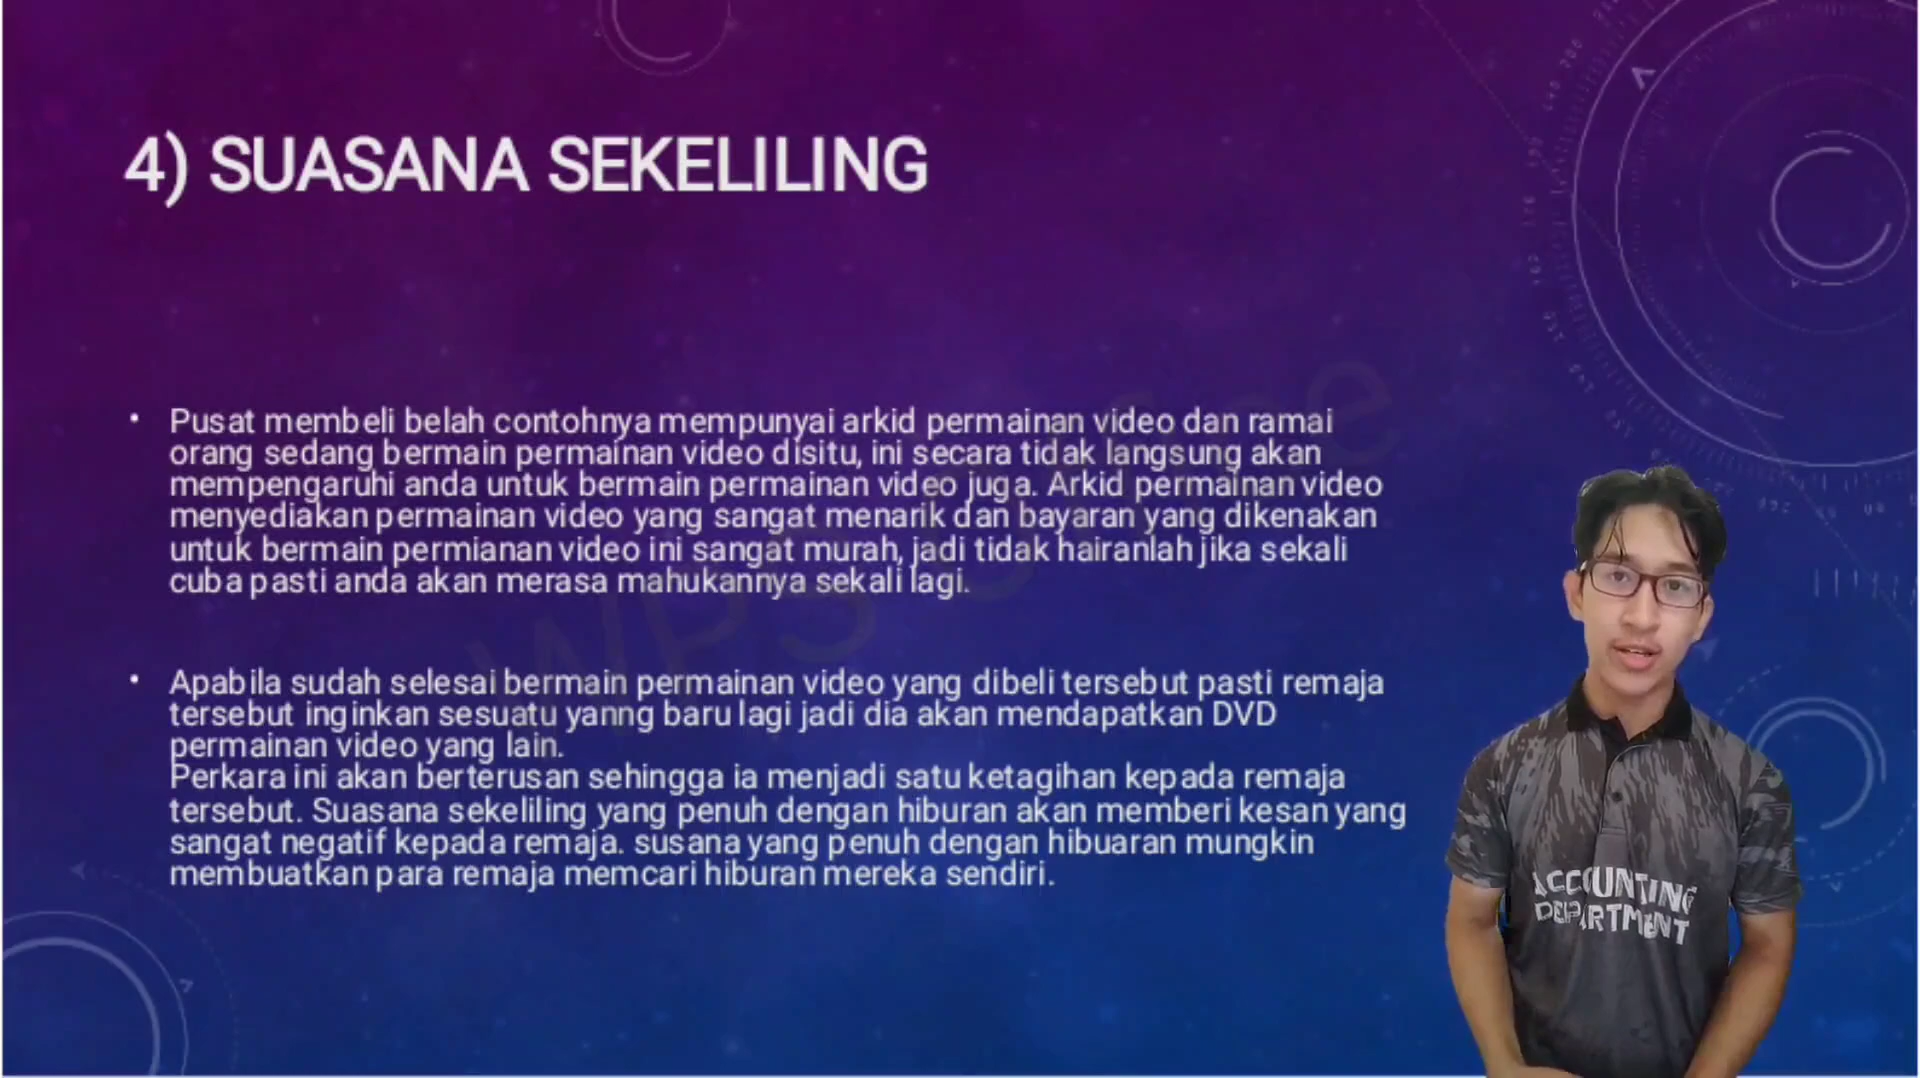 4) SUASANA SEKELILING
• Pusat membeli belah contohnya mempunyai arkid permainan video dan ramai
orang sedang bermain permainan video disitu, ini secara tidak langsung akan
mempengaruhi anda untuk bermain permainan video juga. Arkid permainan video
menyediakan permainan video yang sangat menarik dan bayaran yang dikenakan
untuk bermain permianan video ini sangat murah, jadi tidak hairanlah jika sekali
cuba pasti anda akan merasa mahukannya sekali lagi.
• Apabila sudah selesai bermain permainan video yang dibeli tersebut pasti remaja
tersebut inginkan sesuatu yanng baru lagi jadi dia akan mendapatkan DVD
permainan video yang lain.
Perkara ini akan berterusan sehingga ia menjadi satu ketagihan kepada remaja
tersebut. Suasana sekeliling yang penuh dengan hiburan akan memberi kesan yang
sangat negatif kepada remaja. susana yang penuh dengan hibuaran mungkin
membuatkan para remaja memcari hiburan mereka sendiri.
ACCOUNTING
DEPARTMENT